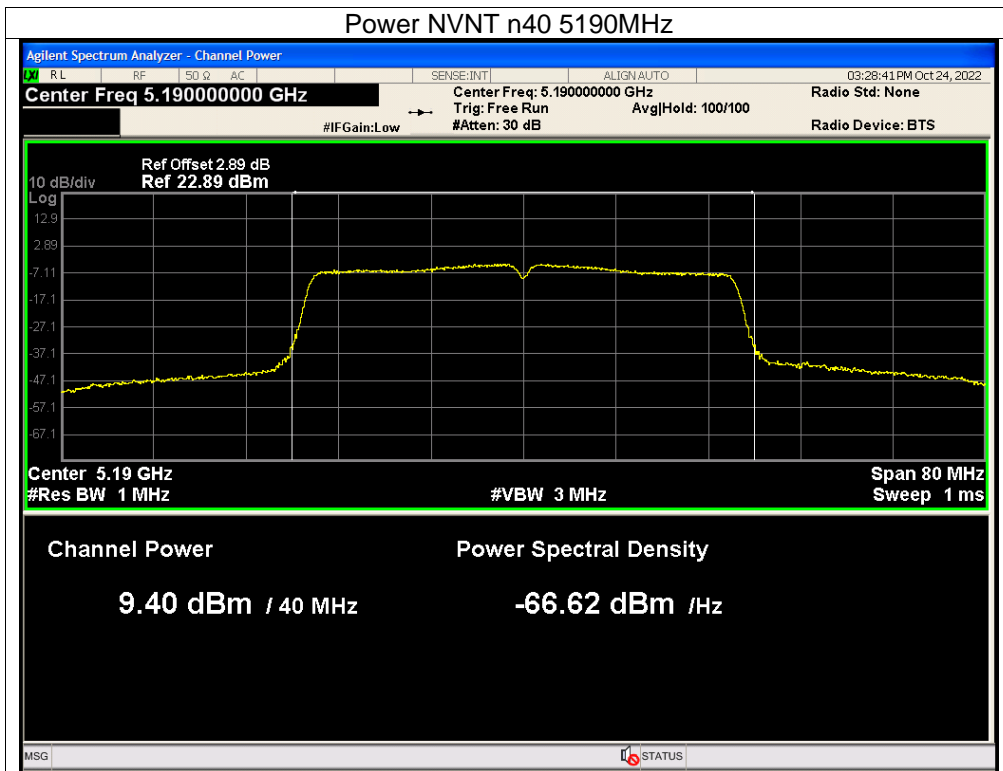 Power NVNT n40 5190MHz
Agilent Spectrum Analyzer - Channel Power
LXI RL RF 50 Ω AC SENSE:INT ALIGN AUTO 03:28:41 PM Oct 24, 2022
Center Freq 5.190000000 GHz Center Freq: 5.190000000 GHz Radio Std: None
Trig: Free Run Avg|Hold: 100/100
#IFGain:Low #Atten: 30 dB Radio Device: BTS
Ref Offset 2.89 dB
10 dB/div Ref 22.89 dBm
Log
12.9
2.89
-7.11
-17.1
-27.1
-37.1
-47.1
-57.1
-67.1
Center 5.19 GHz Span 80 MHz
#Res BW 1 MHz #VBW 3 MHz Sweep 1 ms
Channel Power Power Spectral Density
9.40 dBm / 40 MHz -66.62 dBm /Hz
MSG STATUS